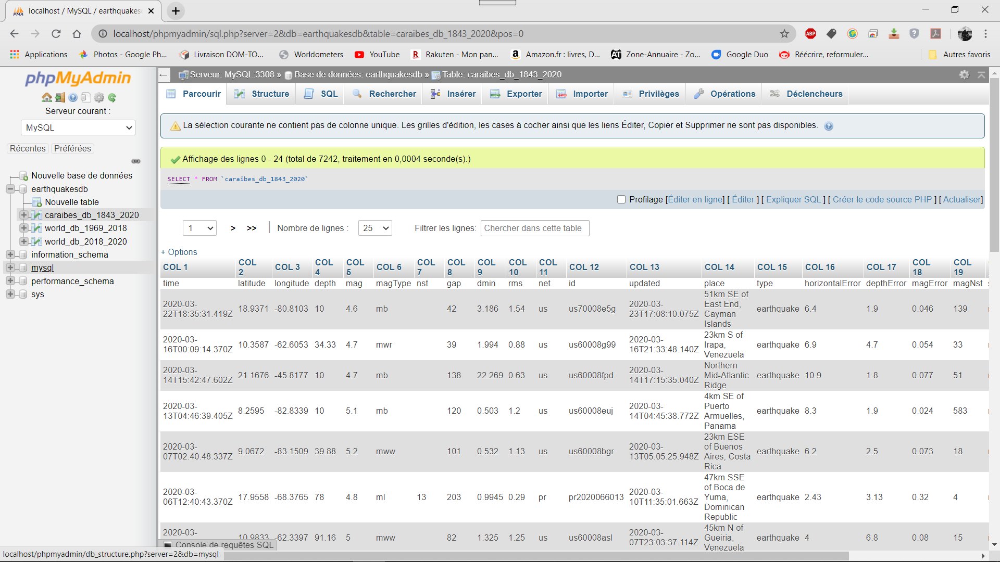 localhost / MySQL / earthquakes
localhost/phpmyadmin/sql.php?server=2&db=earthquakesdb&table=caraibes_db_1843_2020&pos=0
ABP
Applications
Photos - Google Ph...
Livraison DOM-TO...
Worldometers
YouTube
R Rakuten - Mon pan...
a Amazon.fr : livres, D...
Zone-Annuaire - Zo...
Google Duo
Réécrire, reformuler...
Autres favoris
phpMyAdmin
Serveur courant :
MySQL
Récentes Préférées
Nouvelle base de données
earthquakesdb
Nouvelle table
caraibes_db_1843_2020
world_db_1969_2018
world_db_2018_2020
information_schema
mysql
performance_schema
sys
← Serveur: MySQL:3308 » Base de données: earthquakesdb » Table: caraibes_db_1843_2020
Parcourir Structure SQL Rechercher Insérer Exporter Importer Privilèges Opérations Déclencheurs
La sélection courante ne contient pas de colonne unique. Les grilles d'édition, les cases à cocher ainsi que les liens Éditer, Copier et Supprimer ne sont pas disponibles.
Affichage des lignes 0 - 24 (total de 7242, traitement en 0,0004 seconde(s).)
SELECT * FROM `caraibes_db_1843_2020`
Profilage [Éditer en ligne] [ Éditer ] [ Expliquer SQL ] [ Créer le code source PHP ] [ Actualiser]
1 > >> | Nombre de lignes : 25 Filtrer les lignes: Chercher dans cette table
+ Options
COL 1 COL 2 COL 3 COL 4 COL 5 COL 6 COL 7 COL 8 COL 9 COL 10 COL 11 COL 12 COL 13 COL 14 COL 15 COL 16 COL 17 COL 18 COL 19
time latitude longitude depth mag magType nst gap dmin rms net id updated place type horizontalError depthError magError magNst
2020-03-22T18:35:31.419Z 18.9371 -80.8103 10 4.6 mb 42 3.186 1.54 us us70008e5g 2020-03-23T17:08:10.075Z 51km SE of East End, Cayman Islands earthquake 6.4 1.9 0.046 139
2020-03-16T00:09:14.370Z 10.3587 -62.6053 34.33 4.7 mwr 39 1.994 0.88 us us60008g99 2020-03-16T21:33:48.140Z 23km S of Irapa, Venezuela earthquake 6.9 4.7 0.054 33
2020-03-14T15:42:47.602Z 21.1676 -45.8177 10 4.7 mb 138 22.269 0.63 us us60008fpd 2020-03-14T17:15:35.040Z Northern Mid-Atlantic Ridge earthquake 10.9 1.8 0.077 51
2020-03-13T04:46:39.405Z 8.2595 -82.8339 10 5.1 mb 120 0.503 1.2 us us60008euj 2020-03-14T04:45:38.772Z 4km SE of Puerto Armuelles, Panama earthquake 8.3 1.9 0.024 583
2020-03-07T02:40:48.337Z 9.0672 -83.1509 39.88 5.2 mww 101 0.532 1.13 us us60008bgr 2020-03-13T05:05:25.948Z 23km ESE of Buenos Aires, Costa Rica earthquake 6.2 2.5 0.073 18
2020-03-06T12:40:43.370Z 17.9558 -68.3765 78 4.8 ml 13 203 0.9945 0.29 pr pr2020066013 2020-03-10T11:35:01.663Z 47km SSE of Boca de Yuma, Dominican Republic earthquake 2.43 3.13 0.32 4
2020-03- 10.9833 -62.3397 91.16 5 mww 82 1.325 1.25 us us60008asl 2020-03-07T23:03:37.114Z 45km N of Gueiria, Venezuela earthquake 4 6.8 0.08 15
Console de requêtes SQL
localhost/phpmyadmin/db_structure.php?server=2&db=mysql